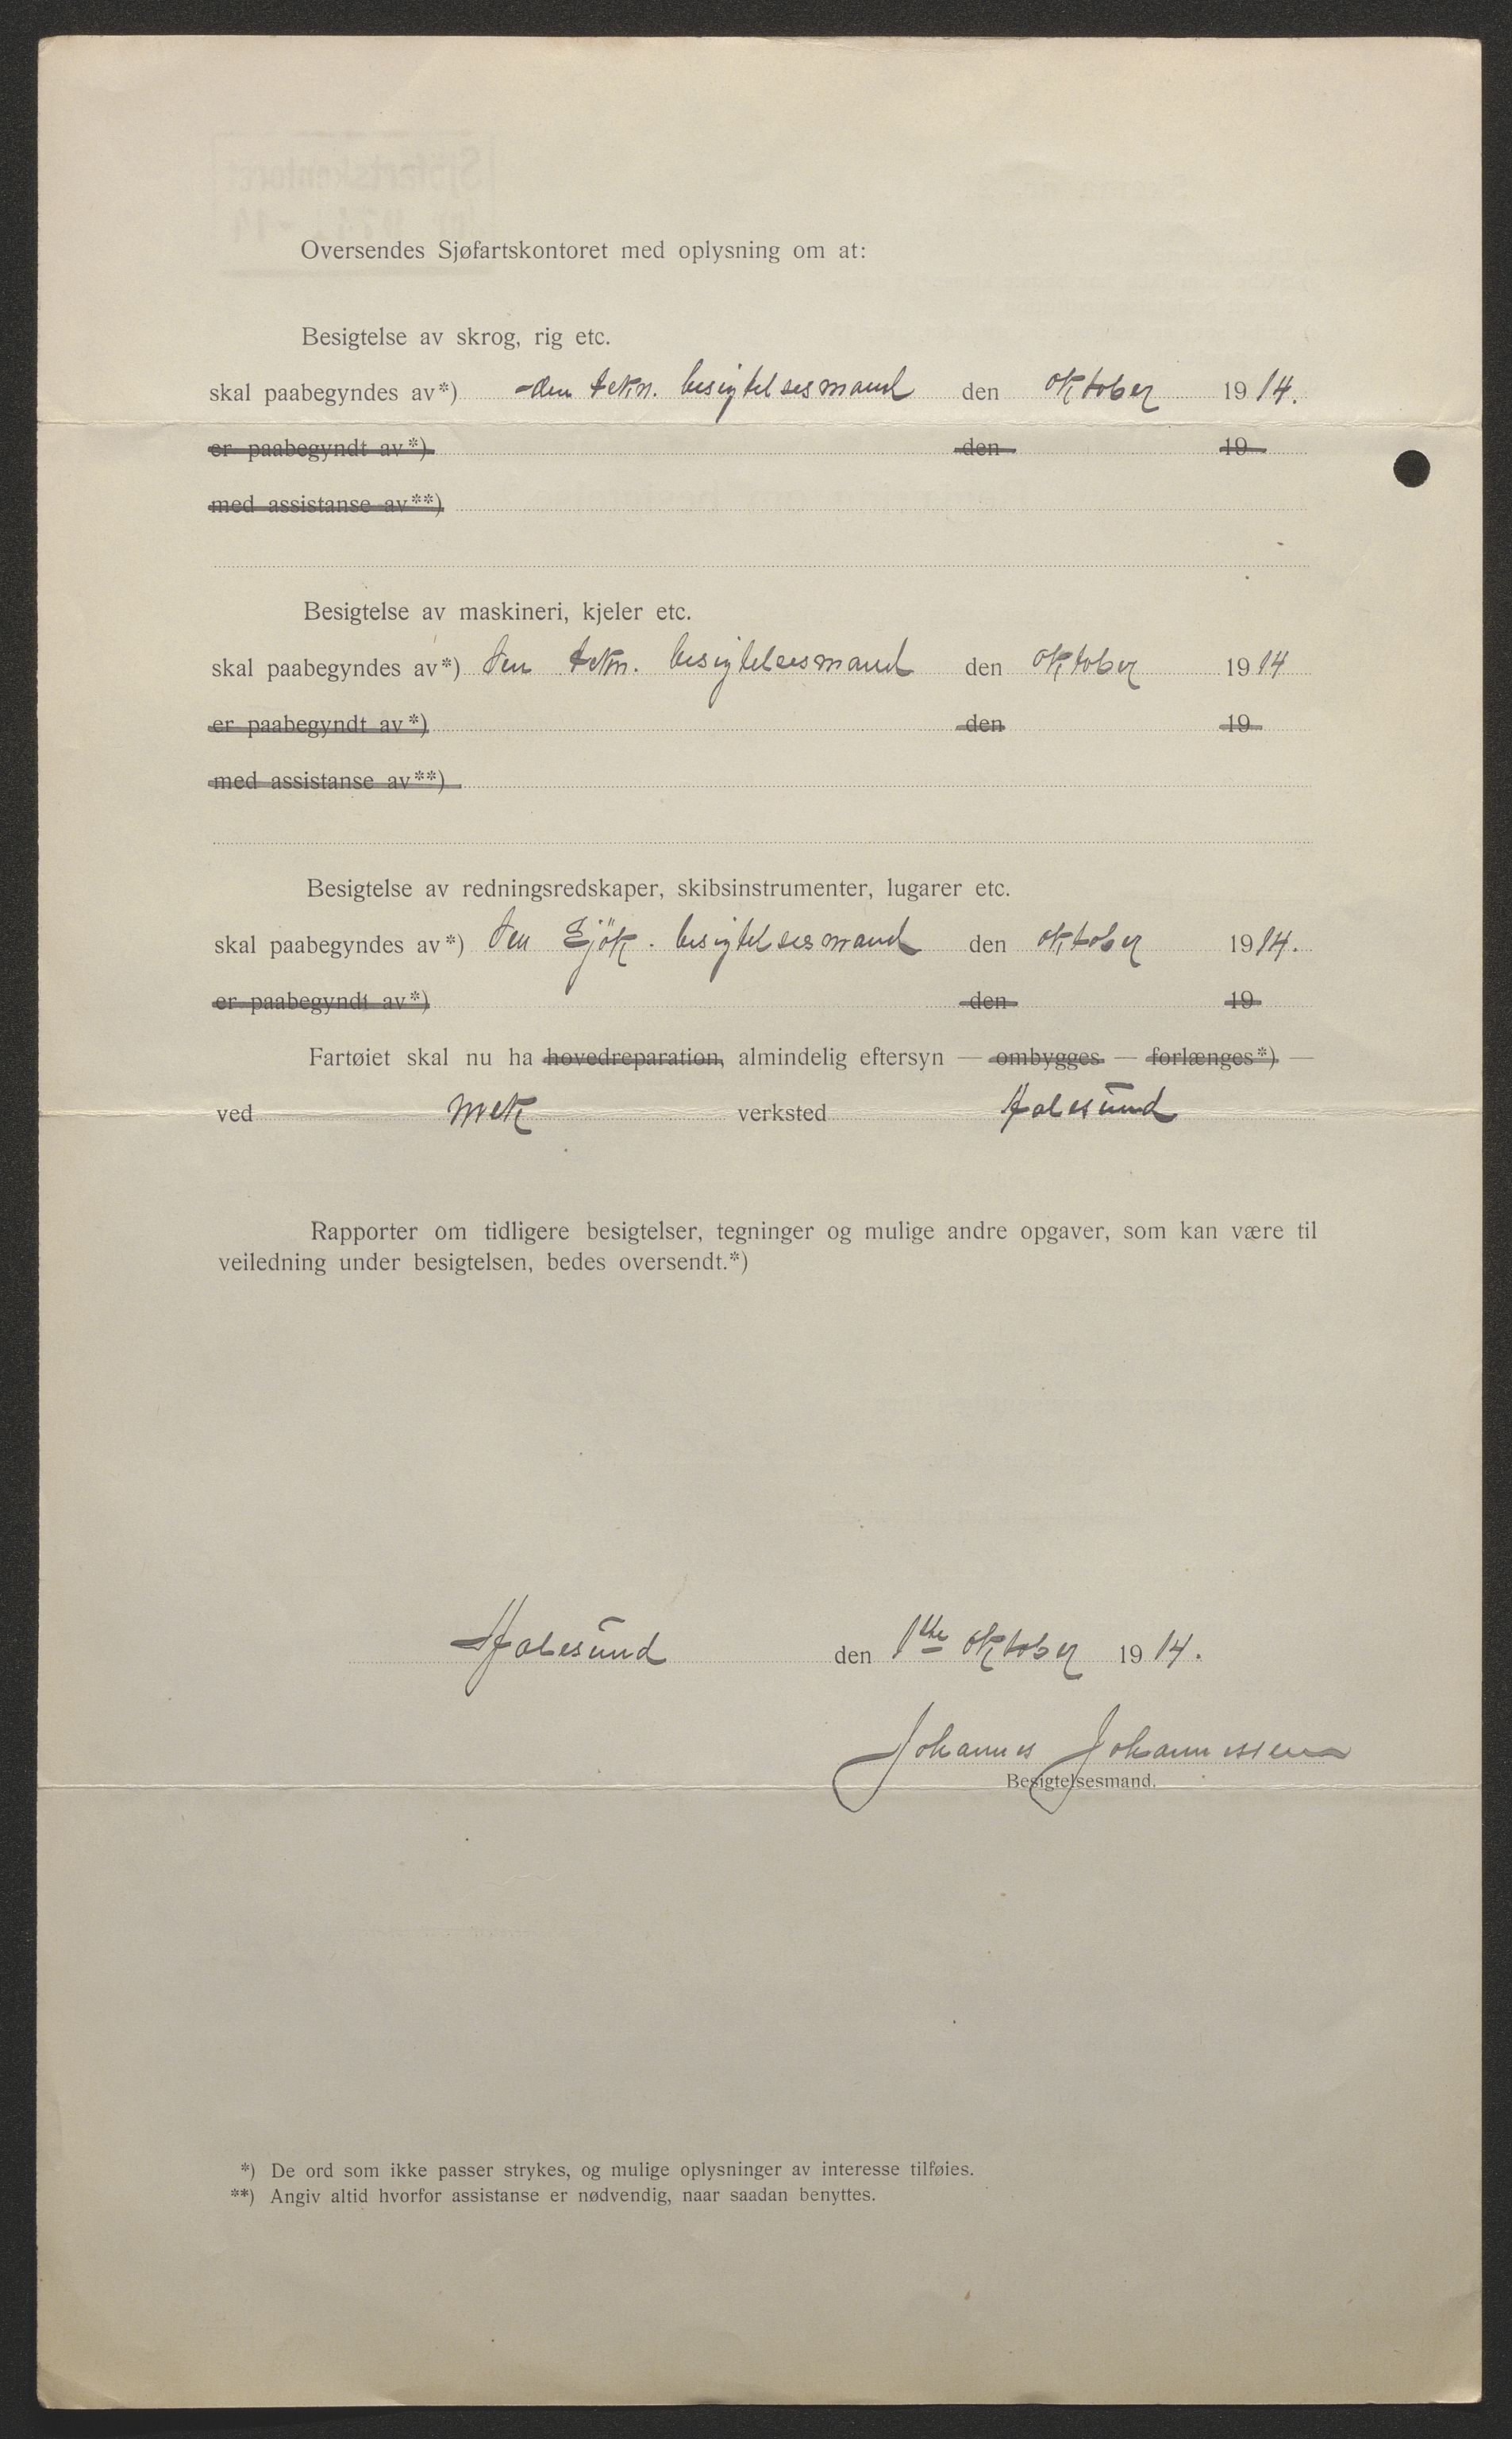 Oversendes Sjøfartskontoret med oplysning om at:
Besigtelse av skrog, rig etc.
skal paabegyndes av*) den tekn. besigtelsesmand den oktober 1914.
er paabegyndt av*) den 19
med assistanse av**)
Besigtelse av maskineri, kjeler etc.
skal paabegyndes av*) den tekn. besigtelsesmand den oktober 1914
er paabegyndt av*) den 19
med assistanse av**)
Besigtelse av redningsredskaper, skibsinstrumenter, lugarer etc.
skal paabegyndes av*) den Sjök. besigtelsesmand den oktober 1914.
er paabegyndt av*) den 19
Fartøiet skal nu ha hovedreparation, almindelig eftersyn — ombygges — forlænges*) —
ved mek verksted Aalesund
Rapporter om tidligere besigtelser, tegninger og mulige andre opgaver, som kan være til
veiledning under besigtelsen, bedes oversendt.*)
Aalesund den 1ste oktober 1914.
Johannes Johannessen
Besigtelsesmand.
*) De ord som ikke passer strykes, og mulige oplysninger av interesse tilføies.
**) Angiv altid hvorfor assistanse er nødvendig, naar saadan benyttes.